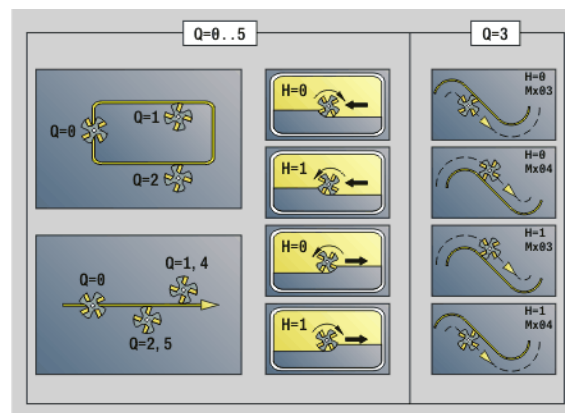 Q=0..5
Q=3
Q=0
Q=1
Q=2
Q=0
Q=1,4
Q=2,5
H=0
H=1
H=0
H=1
H=0
Mx03
H=0
Mx04
H=1
Mx03
H=1
Mx04